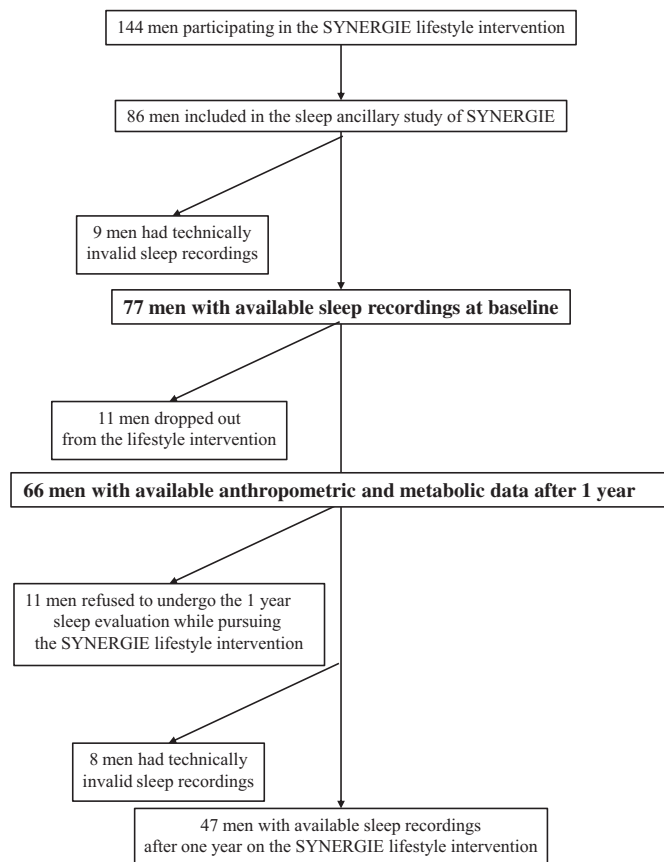 144 men participating in the SYNERGIE lifestyle intervention
86 men included in the sleep ancillary study of SYNERGIE
9 men had technically
invalid sleep recordings
77 men with available sleep recordings at baseline
11 men dropped out
from the lifestyle intervention
66 men with available anthropometric and metabolic data after 1 year
11 men refused to undergo the 1 year
sleep evaluation while pursuing
the SYNERGIE lifestyle intervention
8 men had technically
invalid sleep recordings
47 men with available sleep recordings
after one year on the SYNERGIE lifestyle intervention